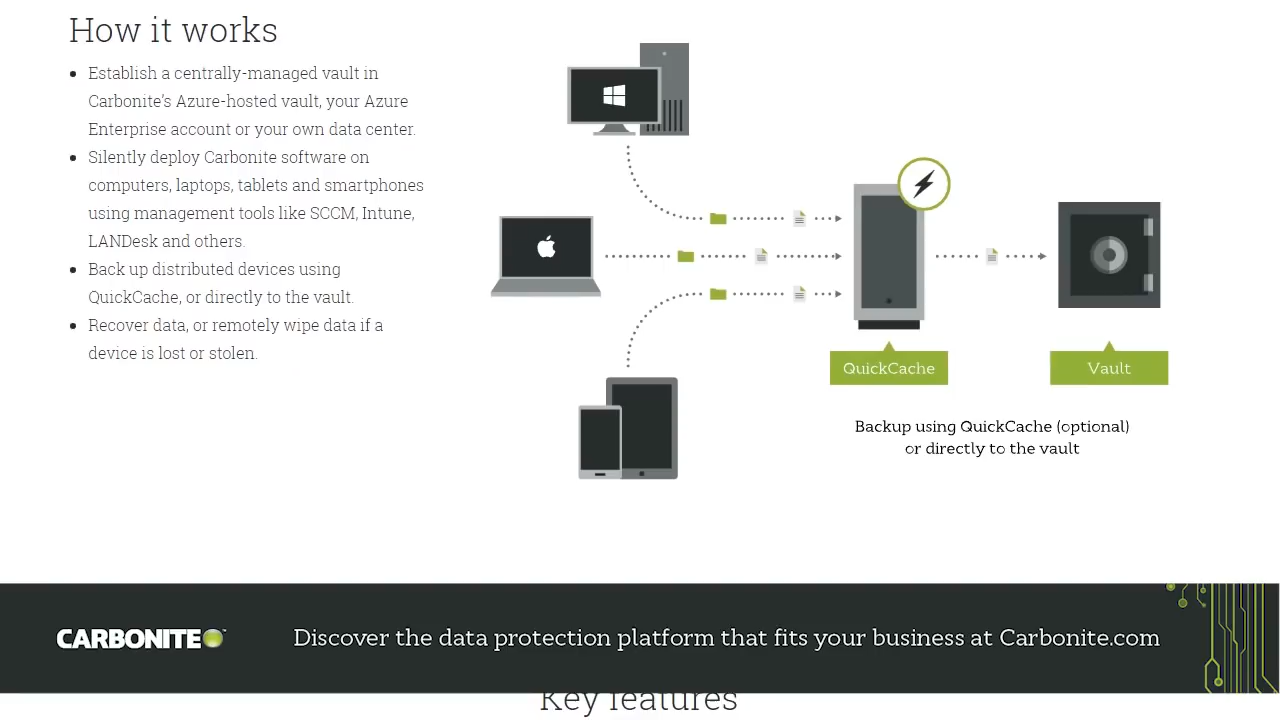 How it works
• Establish a centrally-managed vault in
Carbonite's Azure-hosted vault, your Azure
Enterprise account or your own data center.
• Silently deploy Carbonite software on
computers, laptops, tablets and smartphones
using management tools like SCCM, Intune,
LANDesk and others.
• Back up distributed devices using
QuickCache, or directly to the vault.
• Recover data, or remotely wipe data if a
device is lost or stolen.
QuickCache
Vault
Backup using QuickCache (optional)
or directly to the vault
CARBONITE™
Discover the data protection platform that fits your business at Carbonite.com
Key features